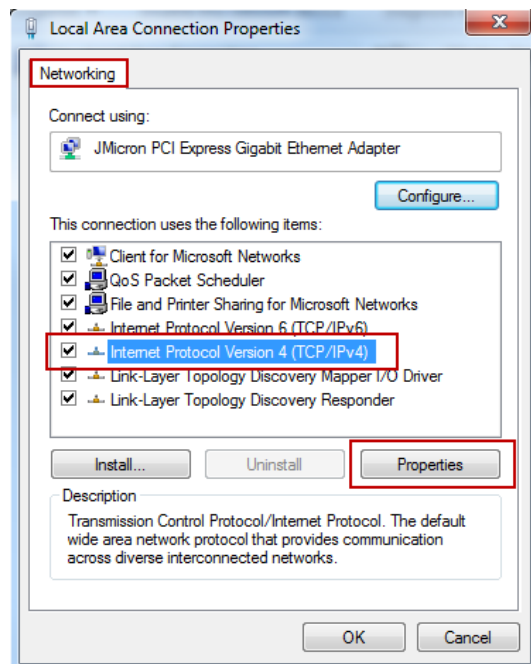 Local Area Connection Properties
Networking
Connect using:
JMicron PCI Express Gigabit Ethernet Adapter
Configure...
This connection uses the following items:
Client for Microsoft Networks
QoS Packet Scheduler
File and Printer Sharing for Microsoft Networks
Internet Protocol Version 6 (TCP/IPv6)
Internet Protocol Version 4 (TCP/IPv4)
Link-Layer Topology Discovery Mapper I/O Driver
Link-Layer Topology Discovery Responder
Install... Uninstall Properties
Description
Transmission Control Protocol/Internet Protocol. The default
wide area network protocol that provides communication
across diverse interconnected networks.
OK Cancel